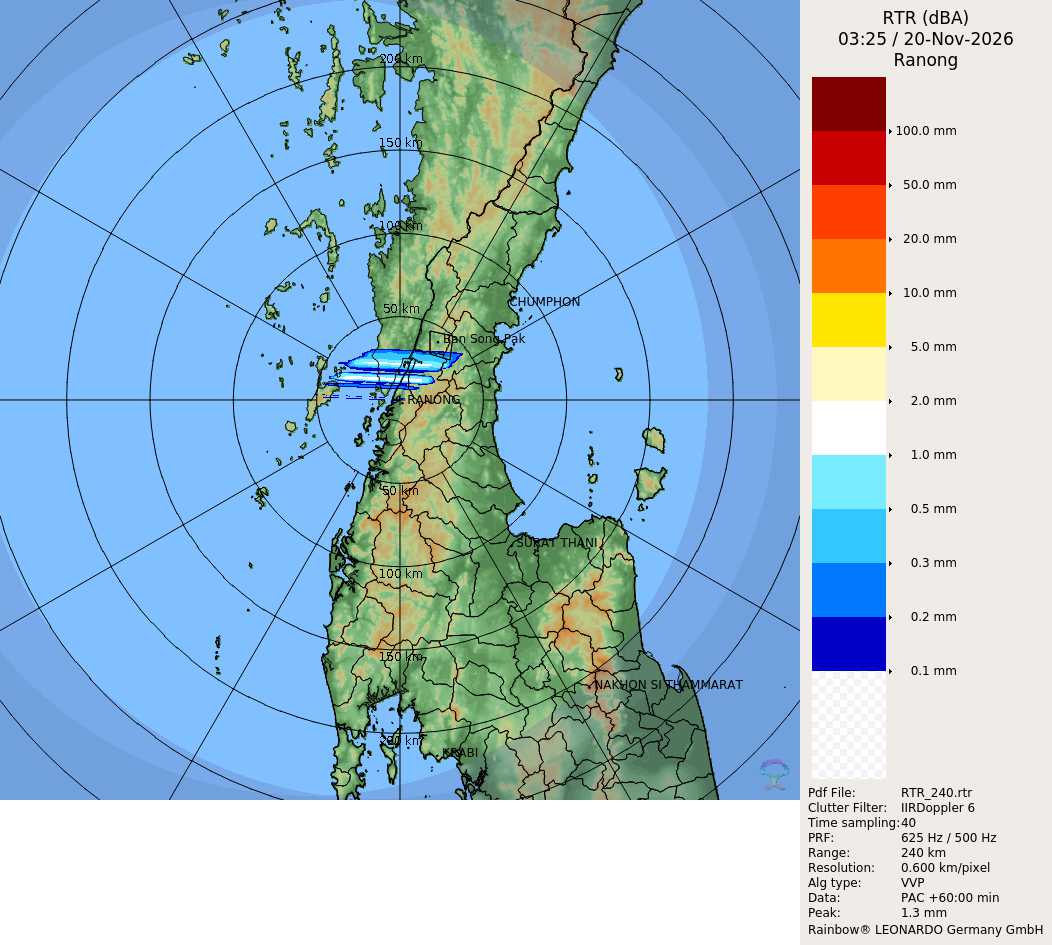 RTR (dBA)
03:25 / 20-Nov-2026
Ranong
200 km
150 km
100 km
50 km
CHUMPHON
Ban Song Pak
RANONG
50 km
SURAT THANI
100 km
150 km
NAKHON SI THAMMARAT
200 km
KRABI
100.0 mm
50.0 mm
20.0 mm
10.0 mm
5.0 mm
2.0 mm
1.0 mm
0.5 mm
0.3 mm
0.2 mm
0.1 mm
Pdf File: RTR_240.rtr
Clutter Filter: IIRDoppler 6
Time sampling:40
PRF: 625 Hz / 500 Hz
Range: 240 km
Resolution: 0.600 km/pixel
Alg type: VVP
Data: PAC +60:00 min
Peak: 1.3 mm
Rainbow® LEONARDO Germany GmbH